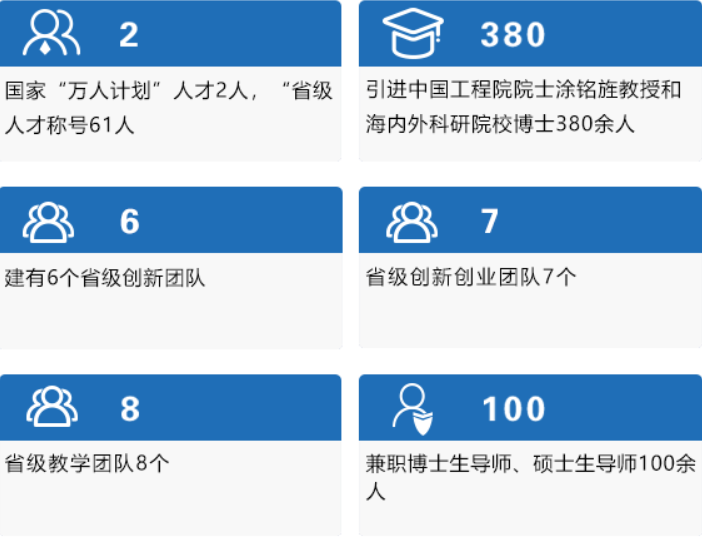 2
国家“万人计划”人才2人，“省级
人才称号61人
380
引进中国工程院院士涂铭旌教授和
海内外科研院校博士380余人
6
建有6个省级创新团队
7
省级创新创业团队7个
8
省级教学团队8个
100
兼职博士生导师、硕士生导师100余
人